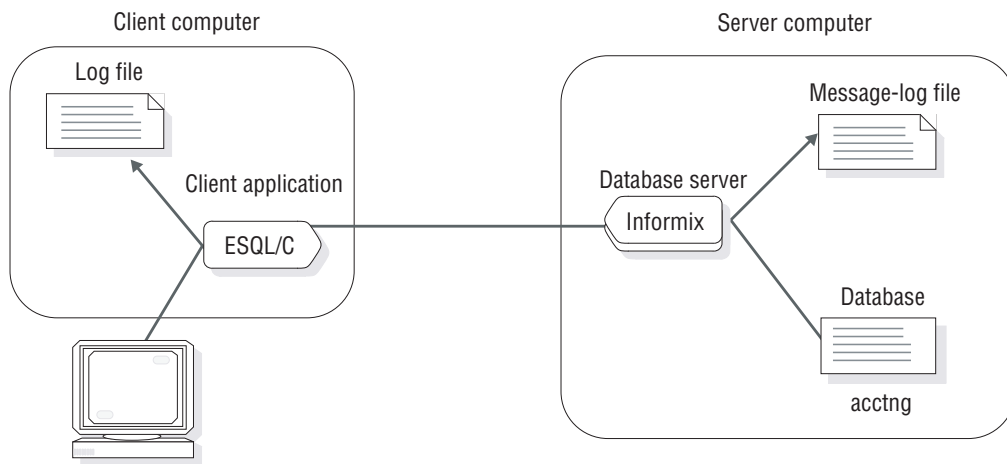 Client computer
Server computer
Log file
Message-log file
Client application
Database server
ESQL/C
Informix
Database
acctng